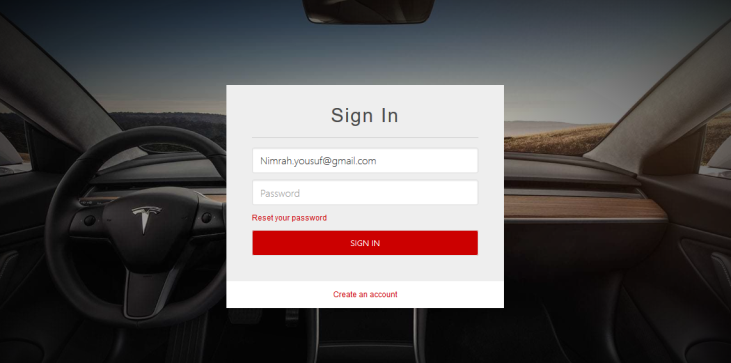 Sign In
Nimrah.yousuf@gmail.com
Password
Reset your password
SIGN IN
Create an account